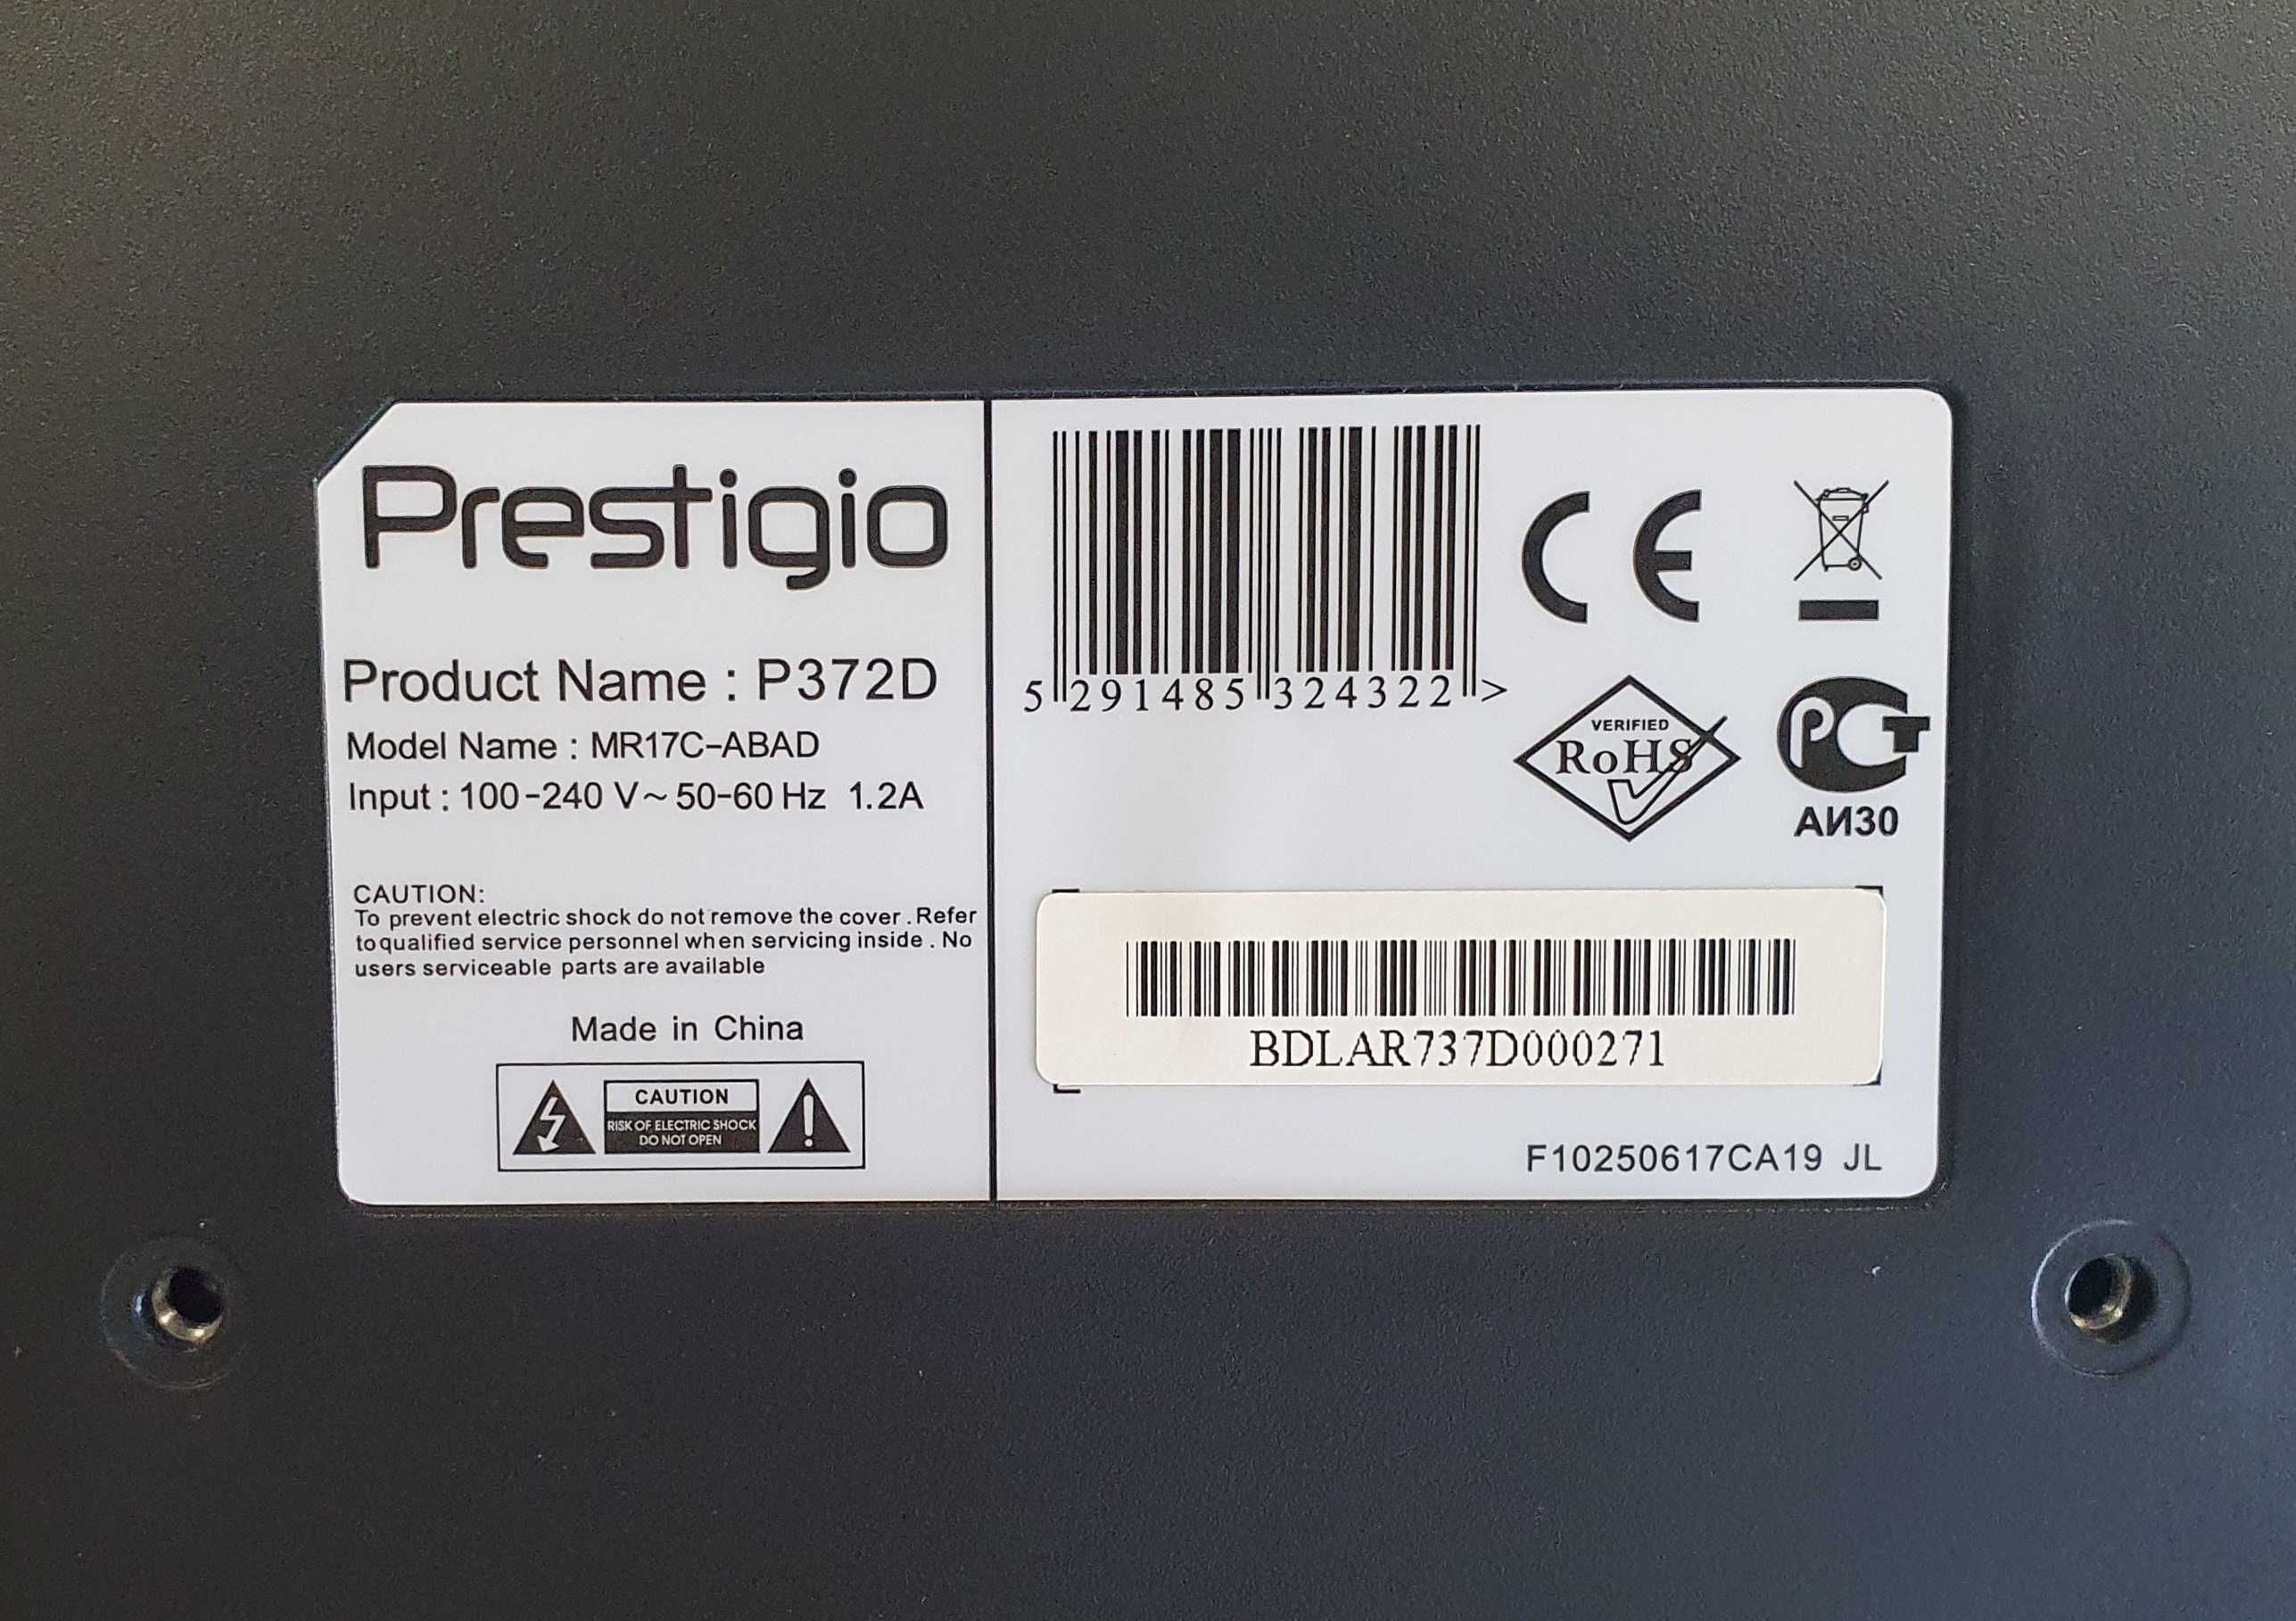 Prestigio
Product Name : P372D
Model Name : MR17C-ABAD
Input : 100-240 V~ 50-60 Hz 1.2A
CAUTION:
To prevent electric shock do not remove the cover . Refer
to qualified service personnel when servicing inside . No
users serviceable parts are available
Made in China
CAUTION
RISK OF ELECTRIC SHOCK
DO NOT OPEN
5 291485 324322 >
CE
VERIFIED
RoHS
РСТ
АИ30
BDLAR737D000271
F10250617CA19 JL